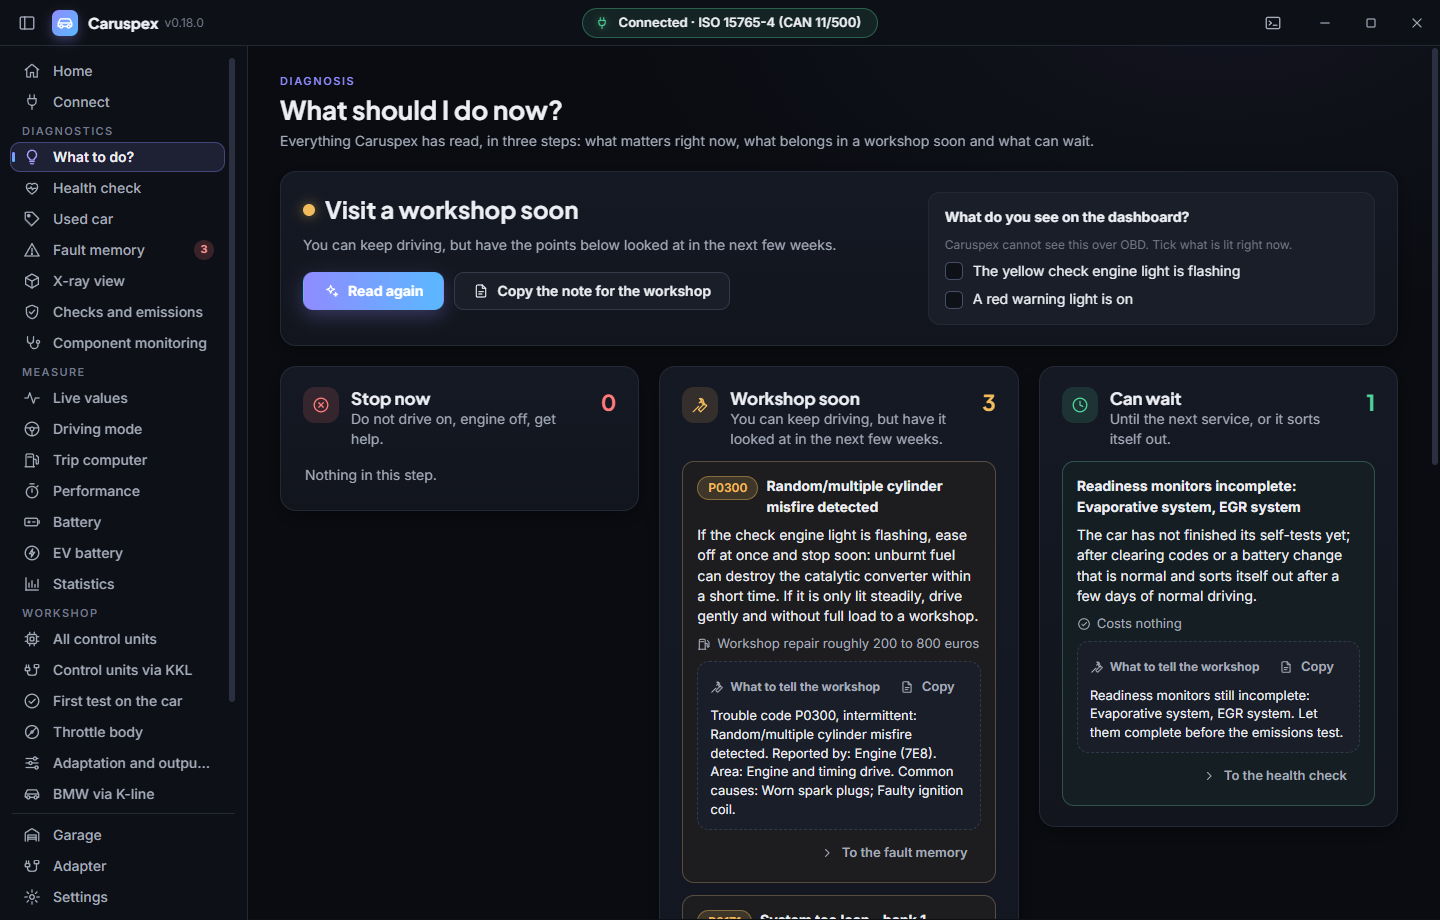 Caruspex v0.18.0
Connected · ISO 15765-4 (CAN 11/500)
Home
Connect
DIAGNOSTICS
What to do?
Health check
Used car
Fault memory 3
X-ray view
Checks and emissions
Component monitoring
MEASURE
Live values
Driving mode
Trip computer
Performance
Battery
EV battery
Statistics
WORKSHOP
All control units
Control units via KKL
First test on the car
Throttle body
Adaptation and outpu...
BMW via K-line
Garage
Adapter
Settings
DIAGNOSIS
What should I do now?
Everything Caruspex has read, in three steps: what matters right now, what belongs in a workshop soon and what can wait.
Visit a workshop soon
You can keep driving, but have the points below looked at in the next few weeks.
Read again
Copy the note for the workshop
What do you see on the dashboard?
Caruspex cannot see this over OBD. Tick what is lit right now.
The yellow check engine light is flashing
A red warning light is on
Stop now 0
Do not drive on, engine off, get
help.
Nothing in this step.
Workshop soon 3
You can keep driving, but have it
looked at in the next few weeks.
P0300 Random/multiple cylinder
misfire detected
If the check engine light is flashing, ease
off at once and stop soon: unburnt fuel
can destroy the catalytic converter within
a short time. If it is only lit steadily, drive
gently and without full load to a workshop.
Workshop repair roughly 200 to 800 euros
What to tell the workshop Copy
Trouble code P0300, intermittent:
Random/multiple cylinder misfire
detected. Reported by: Engine (7E8).
Area: Engine and timing drive. Common
causes: Worn spark plugs; Faulty ignition
coil.
To the fault memory
Can wait 1
Until the next service, or it sorts
itself out.
Readiness monitors incomplete:
Evaporative system, EGR system
The car has not finished its self-tests yet;
after clearing codes or a battery change
that is normal and sorts itself out after a
few days of normal driving.
Costs nothing
What to tell the workshop Copy
Readiness monitors still incomplete:
Evaporative system, EGR system. Let
them complete before the emissions test.
To the health check